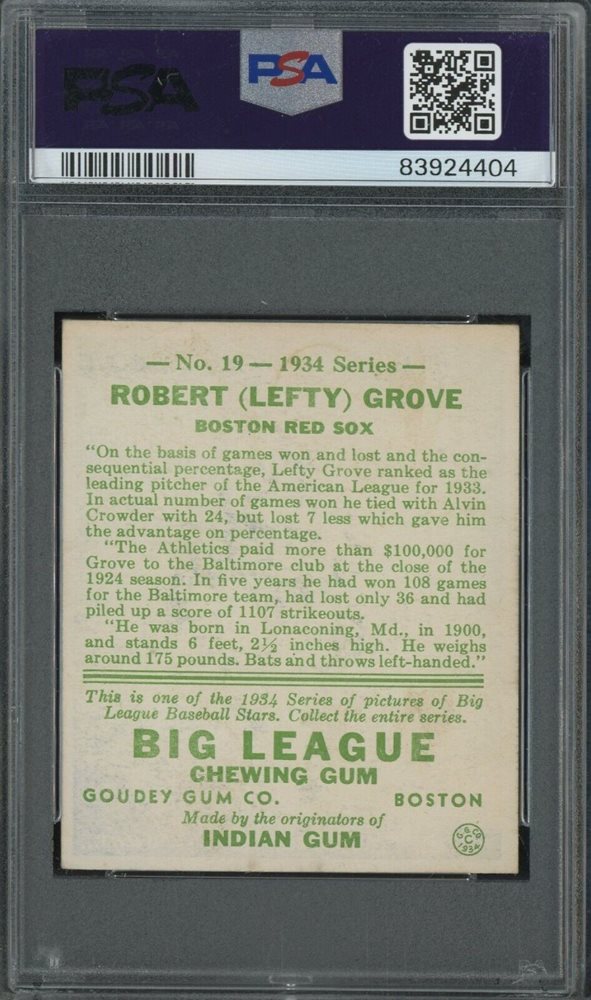 PSA
PSA
83924404
— No. 19 — 1934 Series —
ROBERT (LEFTY) GROVE
BOSTON RED SOX
"On the basis of games won and lost and the con-
sequential percentage, Lefty Grove ranked as the
leading pitcher of the American League for 1933.
In actual number of games won he tied with Alvin
Crowder with 24, but lost 7 less which gave him
the advantage on percentage.
"The Athletics paid more than $100,000 for
Grove to the Baltimore club at the close of the
1924 season. In five years he had won 108 games
for the Baltimore team, had lost only 36 and had
piled up a score of 1107 strikeouts.
"He was born in Lonaconing, Md., in 1900,
and stands 6 feet, 2½ inches high. He weighs
around 175 pounds. Bats and throws left-handed."
This is one of the 1934 Series of pictures of Big
League Baseball Stars. Collect the entire series.
BIG LEAGUE
CHEWING GUM
GOUDEY GUM CO. BOSTON
Made by the originators of
INDIAN GUM
G. G. CO.
C
1934
PSA